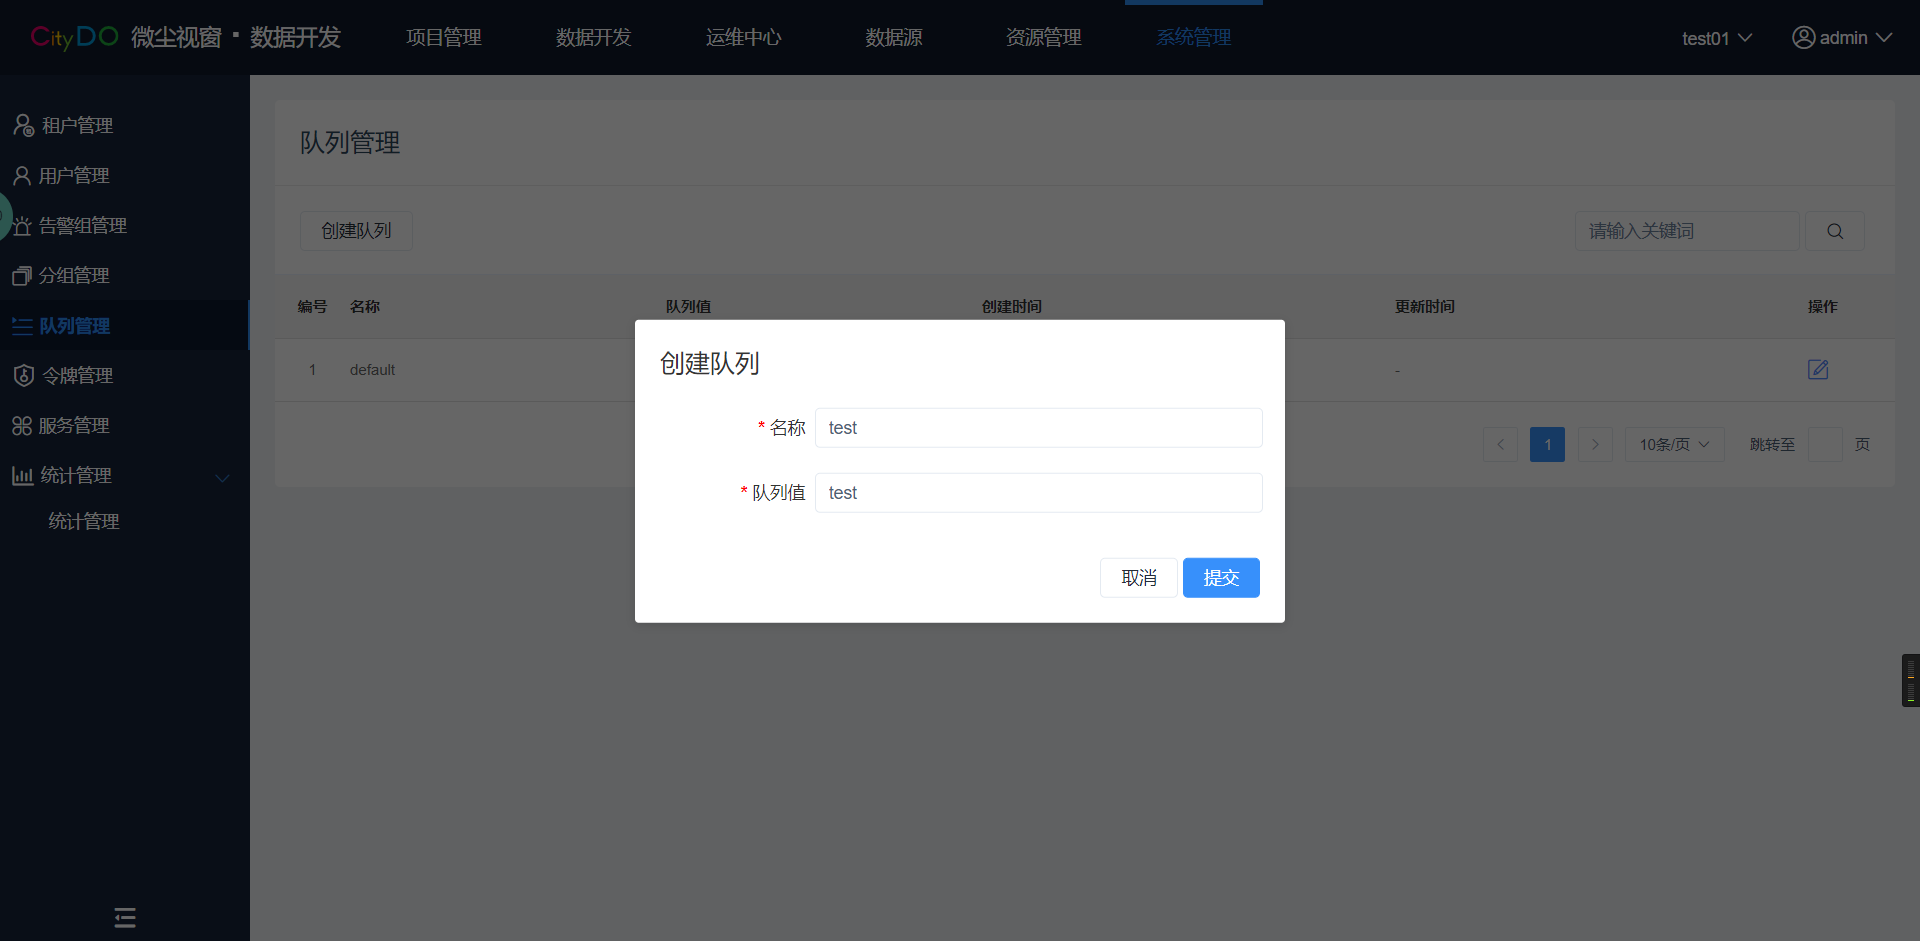 CityDO 微尘视窗·数据开发
项目管理
数据开发
运维中心
数据源
资源管理
系统管理
test01
admin
租户管理
用户管理
告警组管理
分组管理
队列管理
令牌管理
服务管理
统计管理
统计管理
队列管理
创建队列
请输入关键词
编号 名称 队列值 创建时间 更新时间 操作
1 default -
1
10条/页
跳转至
页
创建队列
* 名称 test
* 队列值 test
取消
提交